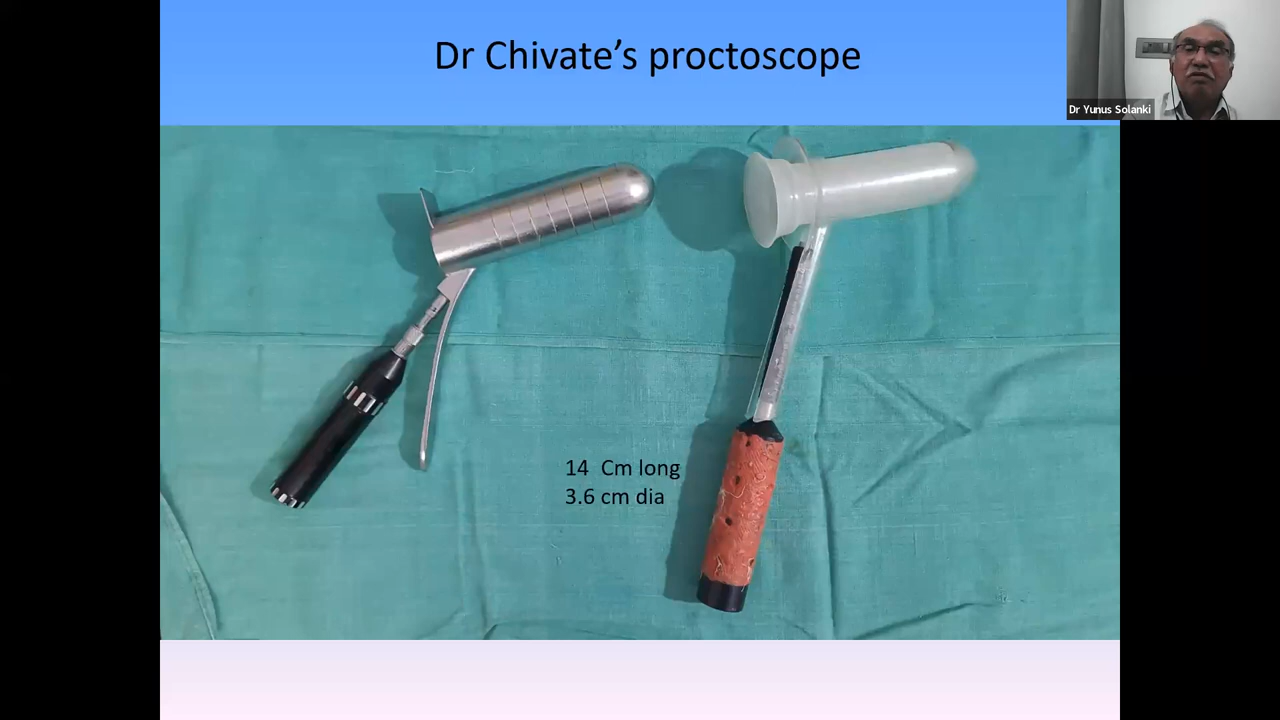 Dr Chivate’s proctoscope
Dr Yunus Solanki
14  Cm long
3.6 cm dia